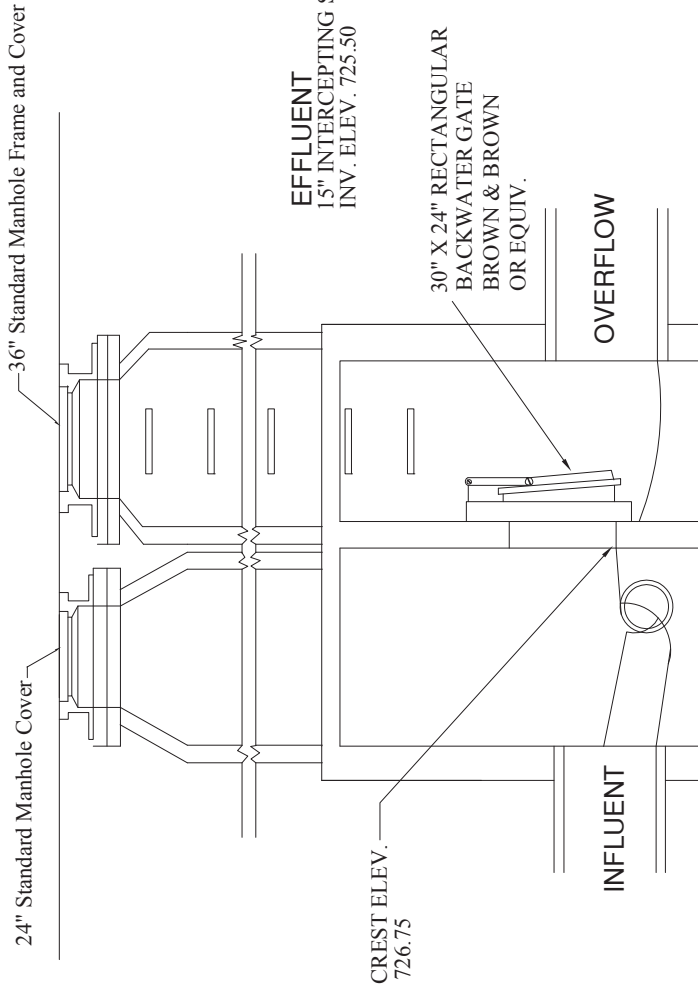 36" Standard Manhole Frame and Cover
24" Standard Manhole Cover
EFFLUENT
15" INTERCEPTING
INV. ELEV. 725.50
30" X 24" RECTANGULAR
BACKWATER GATE
BROWN & BROWN
OR EQUIV.
CREST ELEV.
726.75
INFLUENT
OVERFLOW